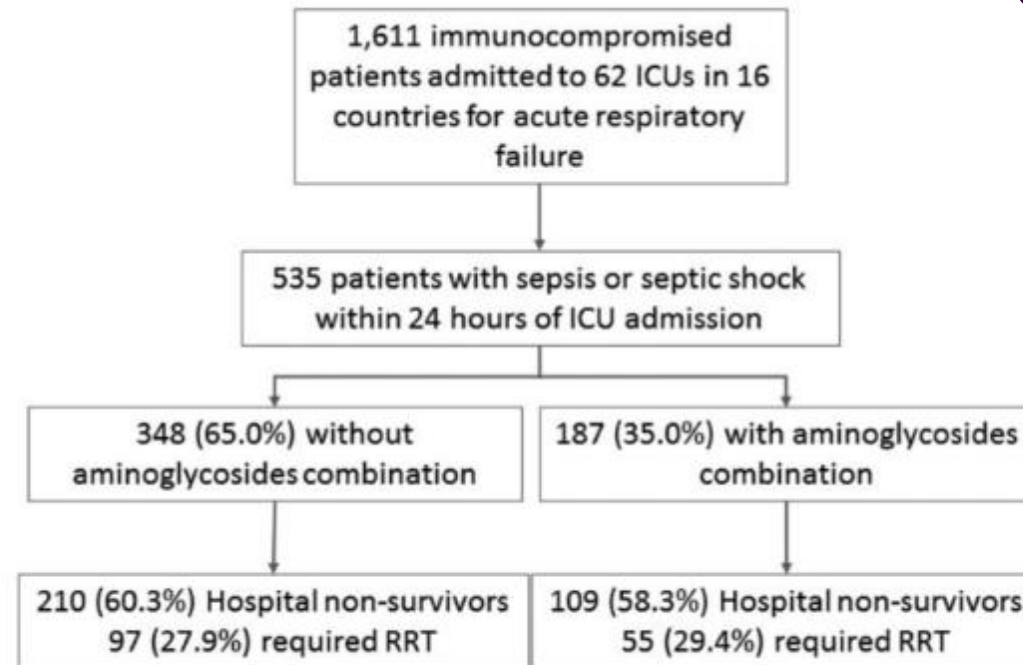 1,611 immunocompromised
patients admitted to 62 ICUs in 16
countries for acute respiratory
failure
535 patients with sepsis or septic shock
within 24 hours of ICU admission
348 (65.0%) without
aminoglycosides combination
187 (35.0%) with aminoglycosides
combination
210 (60.3%) Hospital non-survivors
97 (27.9%) required RRT
109 (58.3%) Hospital non-survivors
55 (29.4%) required RRT